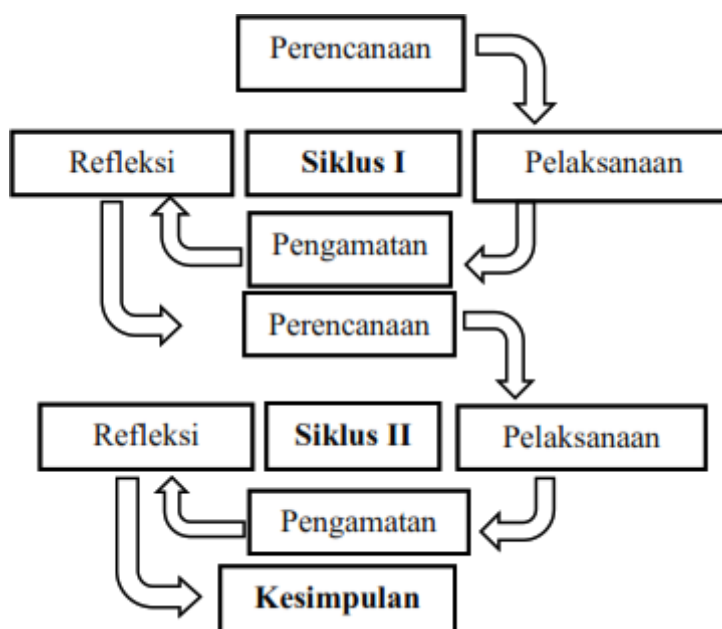 Perencanaan
Refleksi
Siklus I
Pelaksanaan
Pengamatan
Perencanaan
Refleksi
Siklus II
Pelaksanaan
Pengamatan
Kesimpulan